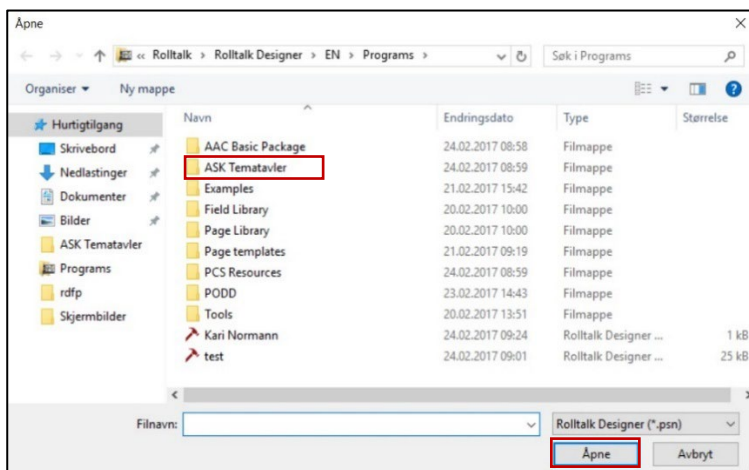 Åpne
« Rolltalk › Rolltalk Designer › EN › Programs ›
Søk i Programs
Organiser Ny mappe
Navn Endringsdato Type Størrelse
Hurtigtilgang
Skrivebord
Nedlastinger
Dokumenter
Bilder
ASK Tematavler
Programs
rdfp
Skjermbilder
AAC Basic Package 24.02.2017 08:58 Filmappe
ASK Tematavler 24.02.2017 08:59 Filmappe
Examples 21.02.2017 15:42 Filmappe
Field Library 20.02.2017 10:00 Filmappe
Page Library 20.02.2017 10:00 Filmappe
Page templates 21.02.2017 09:19 Filmappe
PCS Resources 24.02.2017 08:59 Filmappe
PODD 23.02.2017 14:43 Filmappe
Tools 20.02.2017 13:51 Filmappe
Kari Normann 24.02.2017 09:24 Rolltalk Designer ... 1 kB
test 24.02.2017 09:01 Rolltalk Designer ... 25 kB
Filnavn:
Rolltalk Designer (*.psn)
Åpne Avbryt